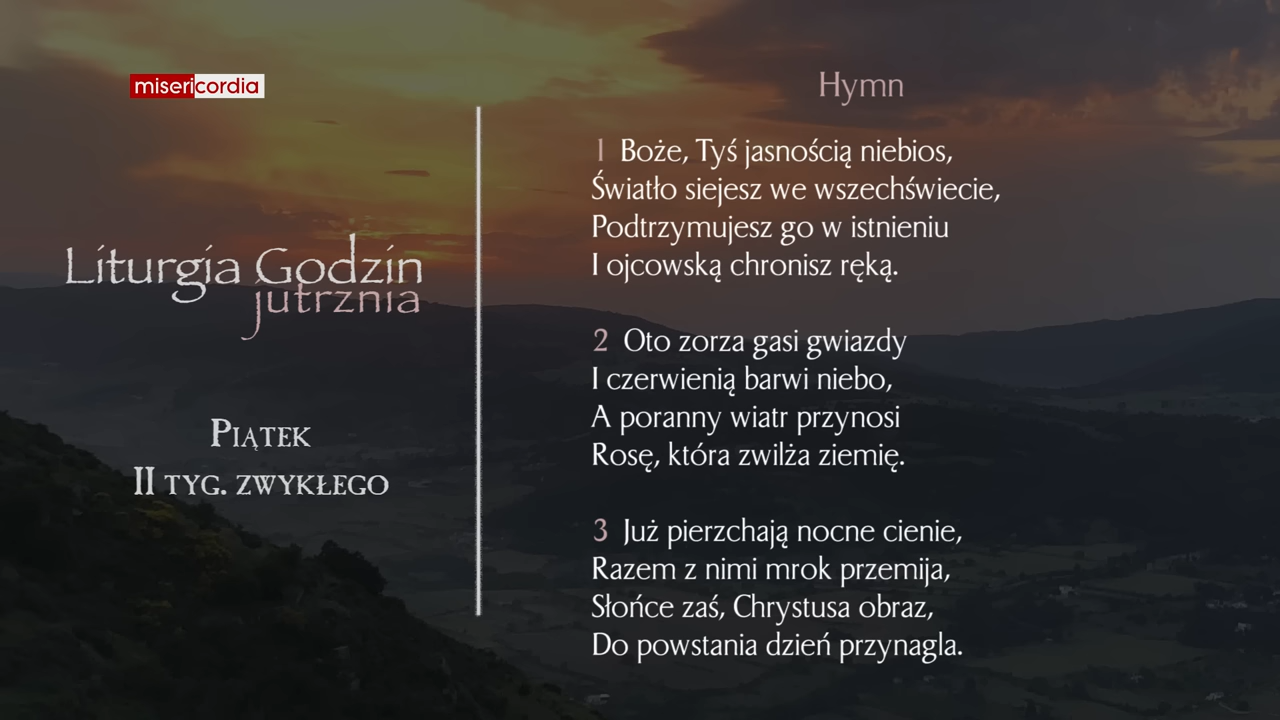 misericordia
Liturgia Godzin
jutrznia
Piątek
II tyg. zwykłego
Hymn
1 Boże, Tyś jasnością niebios,
Światło siejesz we wszechświecie,
Podtrzymujesz go w istnieniu
I ojcowską chronisz ręką.
2 Oto zorza gasi gwiazdy
I czerwienią barwi niebo,
A poranny wiatr przynosi
Rosę, która zwilża ziemię.
3 Już pierzchają nocne cienie,
Razem z nimi mrok przemija,
Słońce zaś, Chrystusa obraz,
Do powstania dzień przynagla.